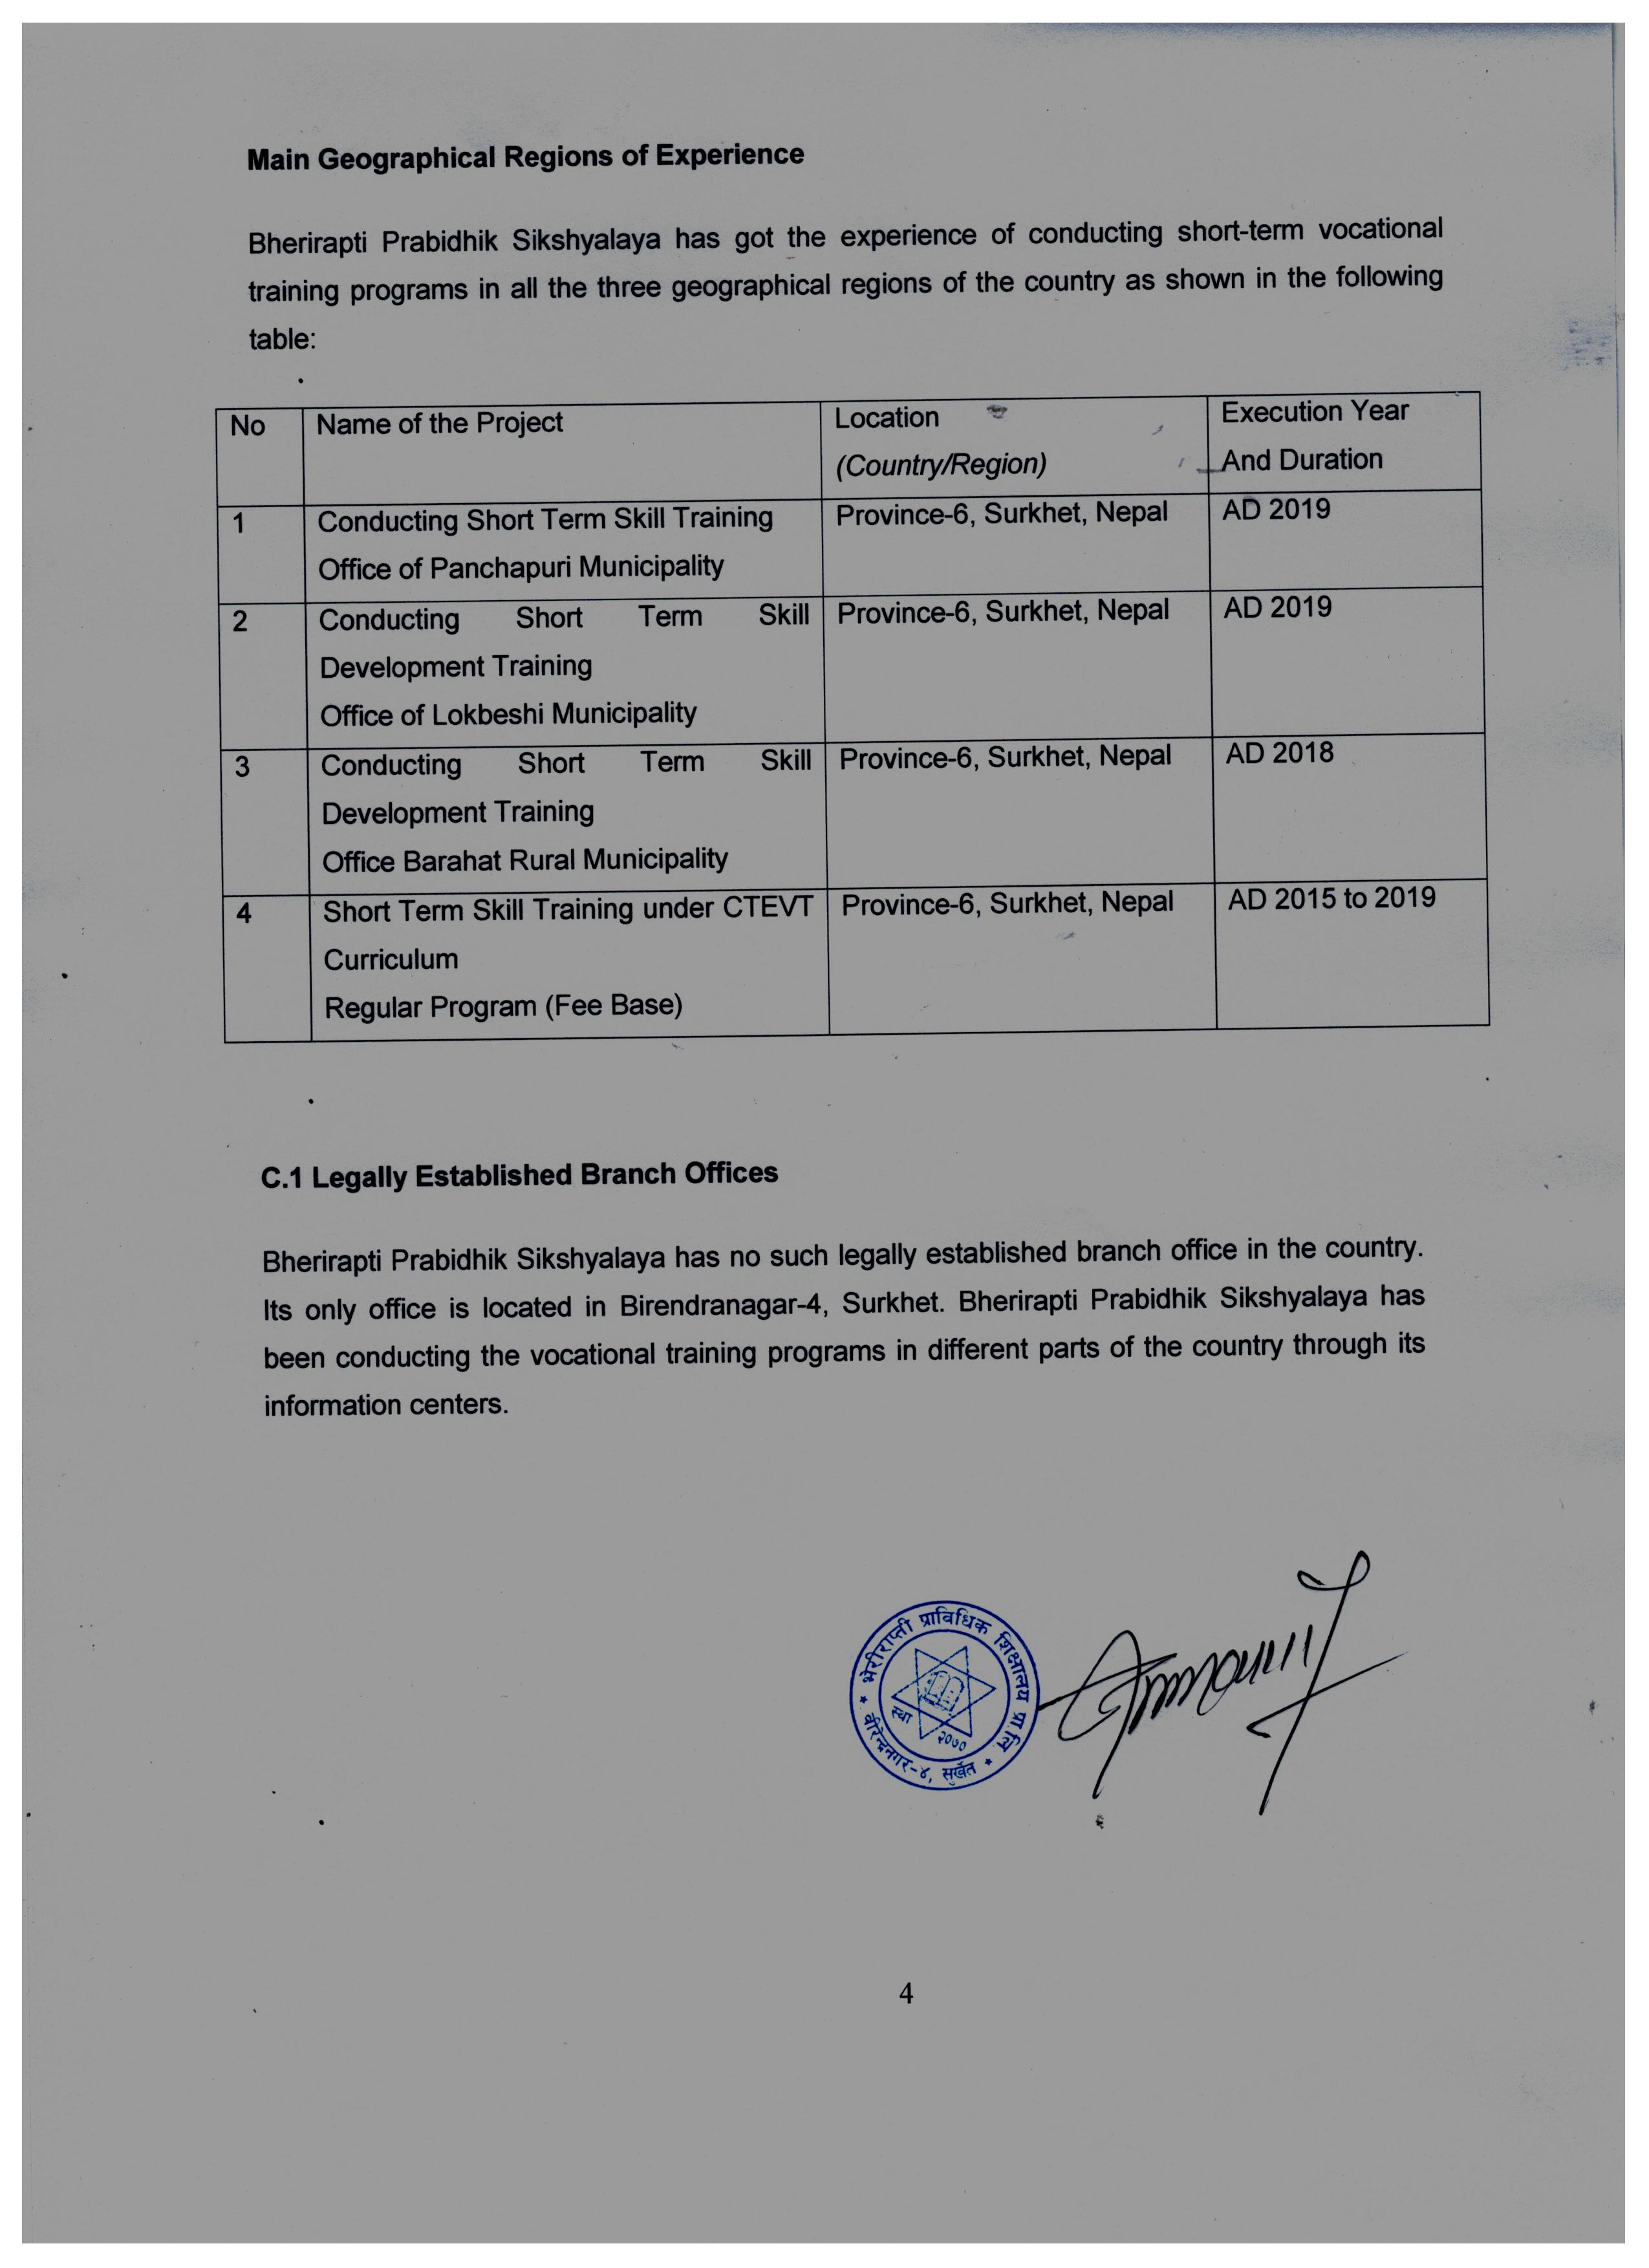 Main Geographical Regions of Experience
Bherirapti Prabidhik Sikshyalaya has got the experience of conducting short-term vocational
training programs in all the three geographical regions of the country as shown in the following
table:
No
Name of the Project
Location
(Country/Region)
Execution Year
And Duration
1
Conducting Short Term Skill Training
Office of Panchapuri Municipality
Province-6, Surkhet, Nepal
AD 2019
2
Conducting Short Term Skill
Development Training
Office of Lokbeshi Municipality
Province-6, Surkhet, Nepal
AD 2019
3
Conducting Short Term Skill
Development Training
Office Barahat Rural Municipality
Province-6, Surkhet, Nepal
AD 2018
4
Short Term Skill Training under CTEVT
Curriculum
Regular Program (Fee Base)
Province-6, Surkhet, Nepal
AD 2015 to 2019
C.1 Legally Established Branch Offices
Bherirapti Prabidhik Sikshyalaya has no such legally established branch office in the country.
Its only office is located in Birendranagar-4, Surkhet. Bherirapti Prabidhik Sikshyalaya has
been conducting the vocational training programs in different parts of the country through its
information centers.
भेरीराप्ती प्राविधिक शिक्षालय प्रा लि
स्था
२०७०
वीरेन्द्रनगर-४, सुर्खेत
4